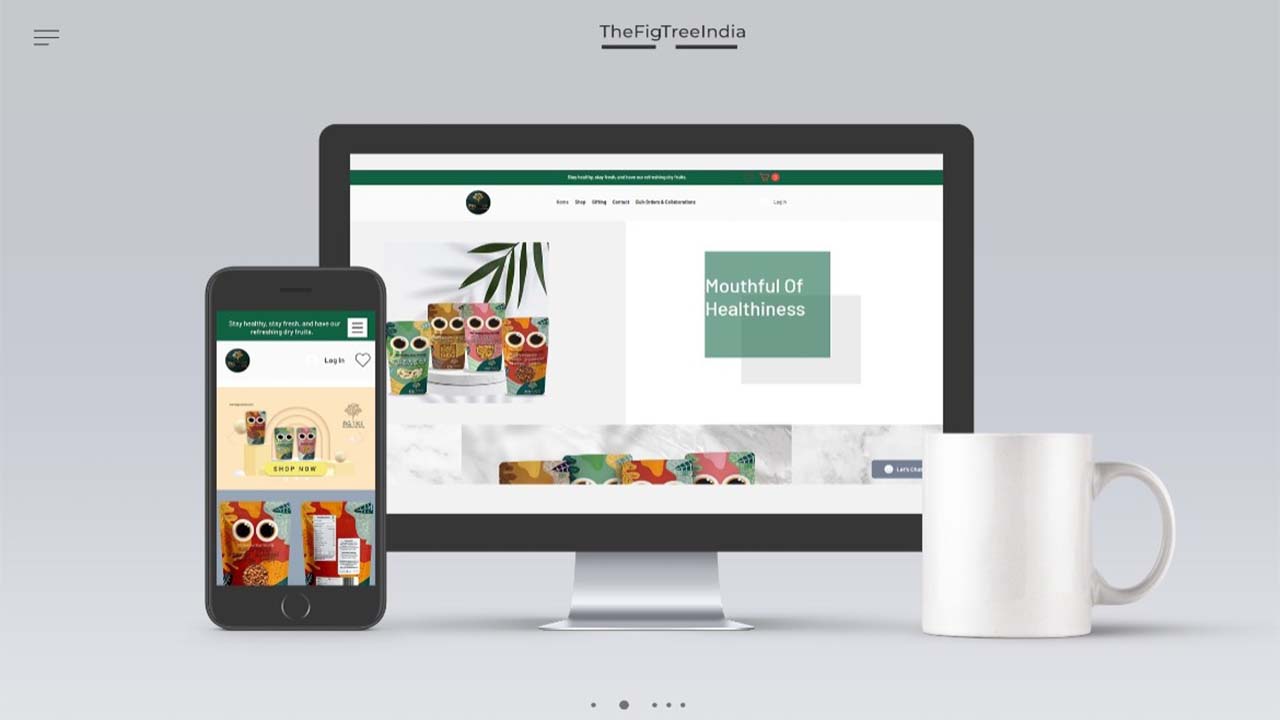 TheFigTreeIndia
Stay healthy, stay fresh, and have our refreshing dry fruits.
0
Home Shop Gifting Contact Bulk Orders & Collaborations
Log In
Mouthful Of
Healthiness
Let's Chat
Stay healthy, stay fresh, and have our
refreshing dry fruits.
Log In
SHOP NOW